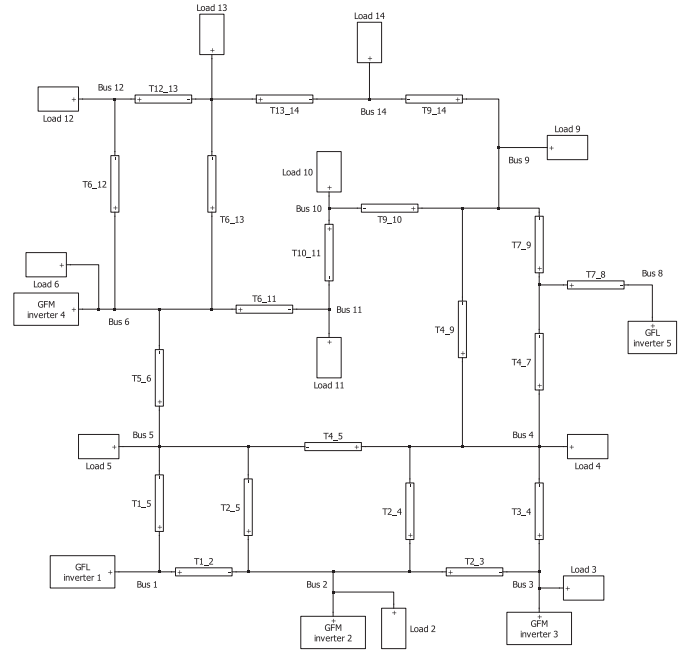 Load 13
Load 14
Bus 12
T12_13
T13_14
T9_14
Load 12
Bus 14
Load 9
Bus 9
Load 10
T6_12
T6_13
Bus 10
T9_10
T7_9
T10_11
Load 6
T7_8
Bus 8
GFM
inverter 4
T6_11
Bus 6
Bus 11
T4_9
GFL
inverter 5
T4_7
T5_6
Load 11
Bus 5
T4_5
Bus 4
Load 5
Load 4
T1_5
T2_5
T2_4
T3_4
GFL
inverter 1
T1_2
T2_3
Bus 1
Bus 2
Bus 3
Load 3
GFM
inverter 2
Load 2
GFM
inverter 3